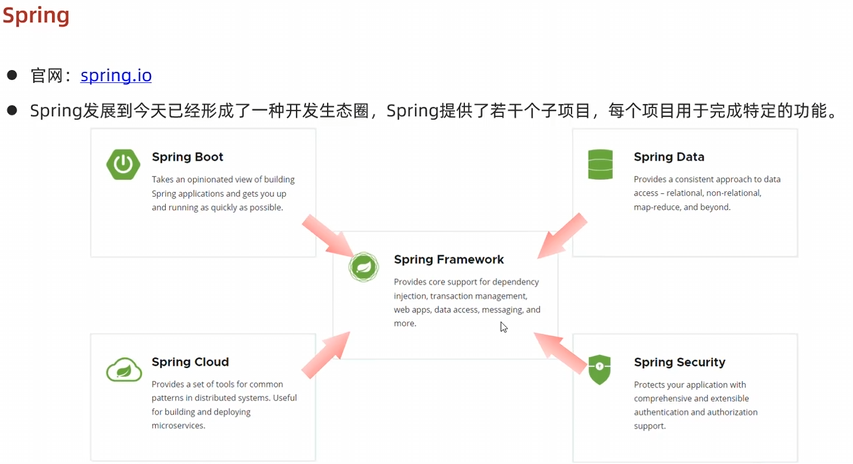 Spring
● 官网：spring.io
● Spring发展到今天已经形成了一种开发生态圈，Spring提供了若干个子项目，每个项目用于完成特定的功能。
Spring Boot
Takes an opinionated view of building
Spring applications and gets you up
and running as quickly as possible.
Spring Data
Provides a consistent approach to data
access – relational, non-relational,
map-reduce, and beyond.
Spring Framework
Provides core support for dependency
injection, transaction management,
web apps, data access, messaging, and
more.
Spring Cloud
Provides a set of tools for common
patterns in distributed systems. Useful
for building and deploying
microservices.
Spring Security
Protects your application with
comprehensive and extensible
authentication and authorization
support.